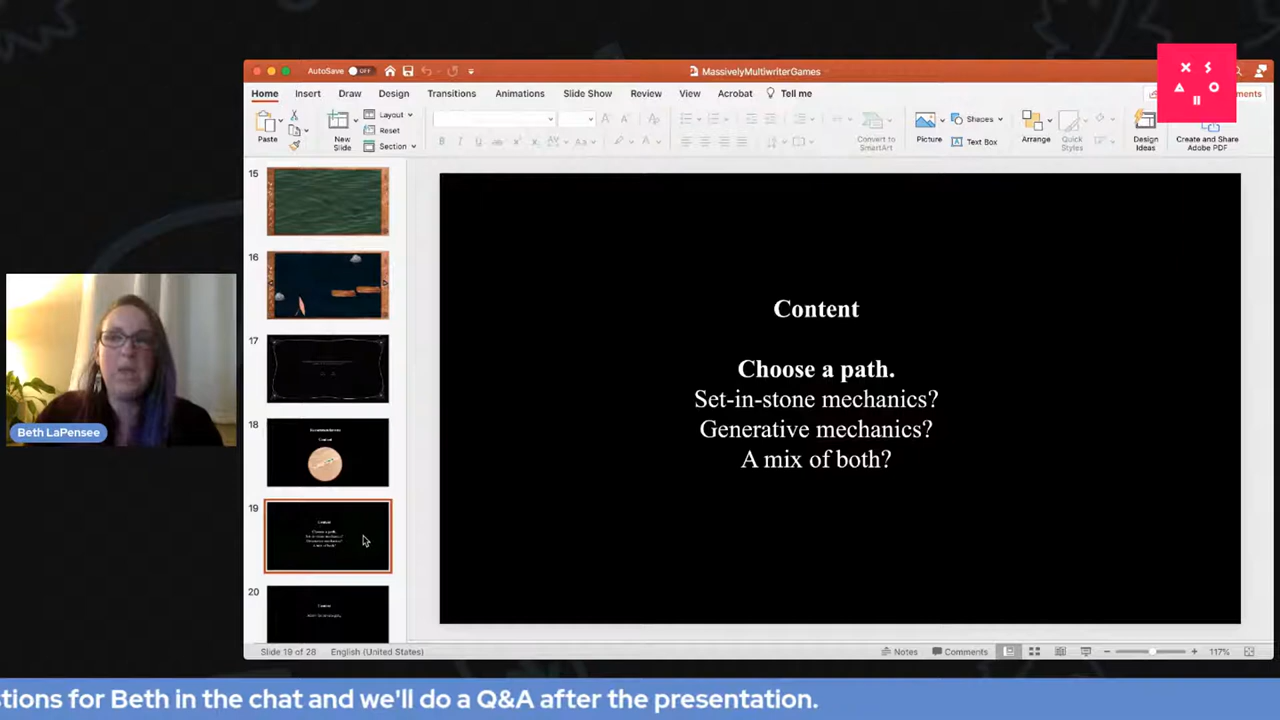 AutoSave
OFF
MassivelyMultiwriterGames
Home
Insert
Draw
Design
Transitions
Animations
Slide Show
Review
View
Acrobat
Tell me
Paste
New
Slide
Layout
Reset
Section
Convert to
SmartArt
Picture
Shapes
Text Box
Arrange
Quick
Styles
Design
Ideas
Create and Share
Adobe PDF
15
16
17
18
19
20
Content
Choose a path.
Set-in-stone mechanics?
Generative mechanics?
A mix of both?
Beth LaPensee
Slide 19 of 28
English (United States)
Notes
Comments
117%
stions for Beth in the chat and we'll do a Q&A after the presentation.